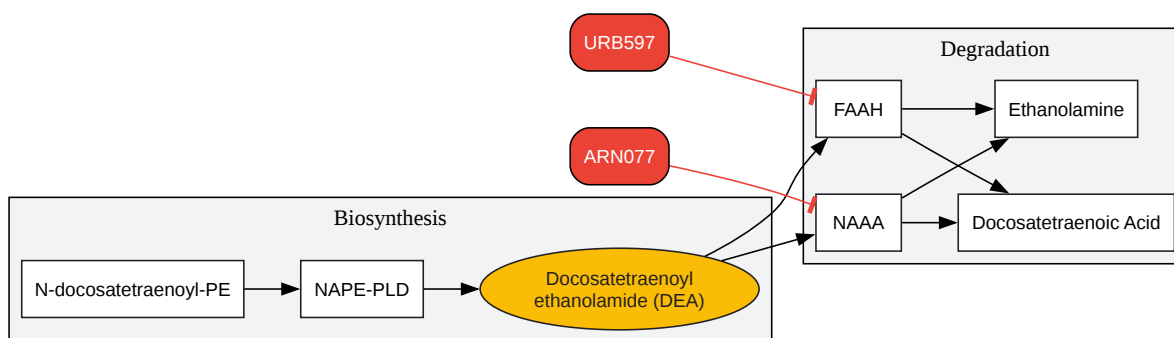 URB597
Degradation
FAAH
Ethanolamine
ARN077
Biosynthesis
NAAA
Docosatetraenoic Acid
N-docosatetraenoyl-PE
NAPE-PLD
Docosatetraenoyl
ethanolamide (DEA)